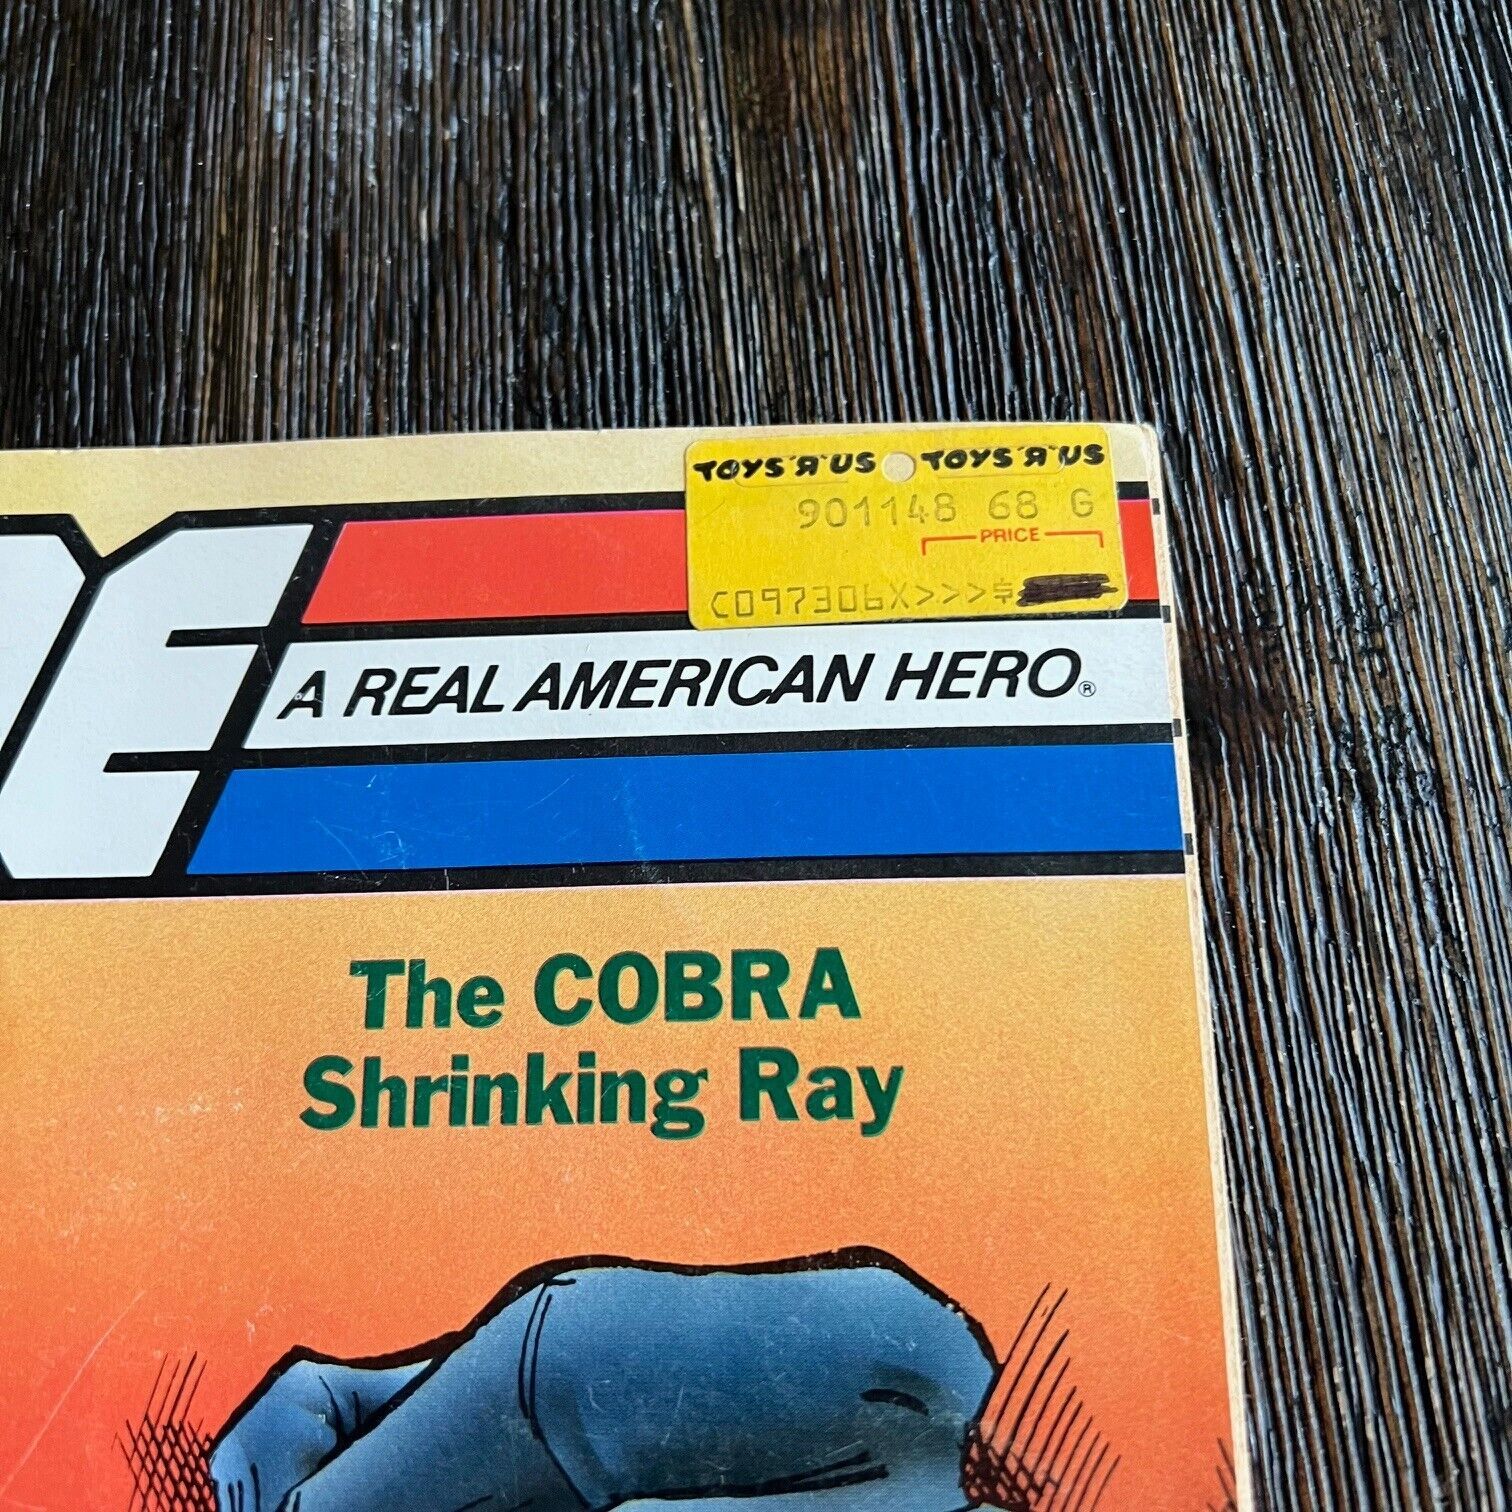 TOYS "Я" US TOYS "Я" US
901148 68 G
PRICE
C097306X>>>$
A REAL AMERICAN HERO®
The COBRA
Shrinking Ray